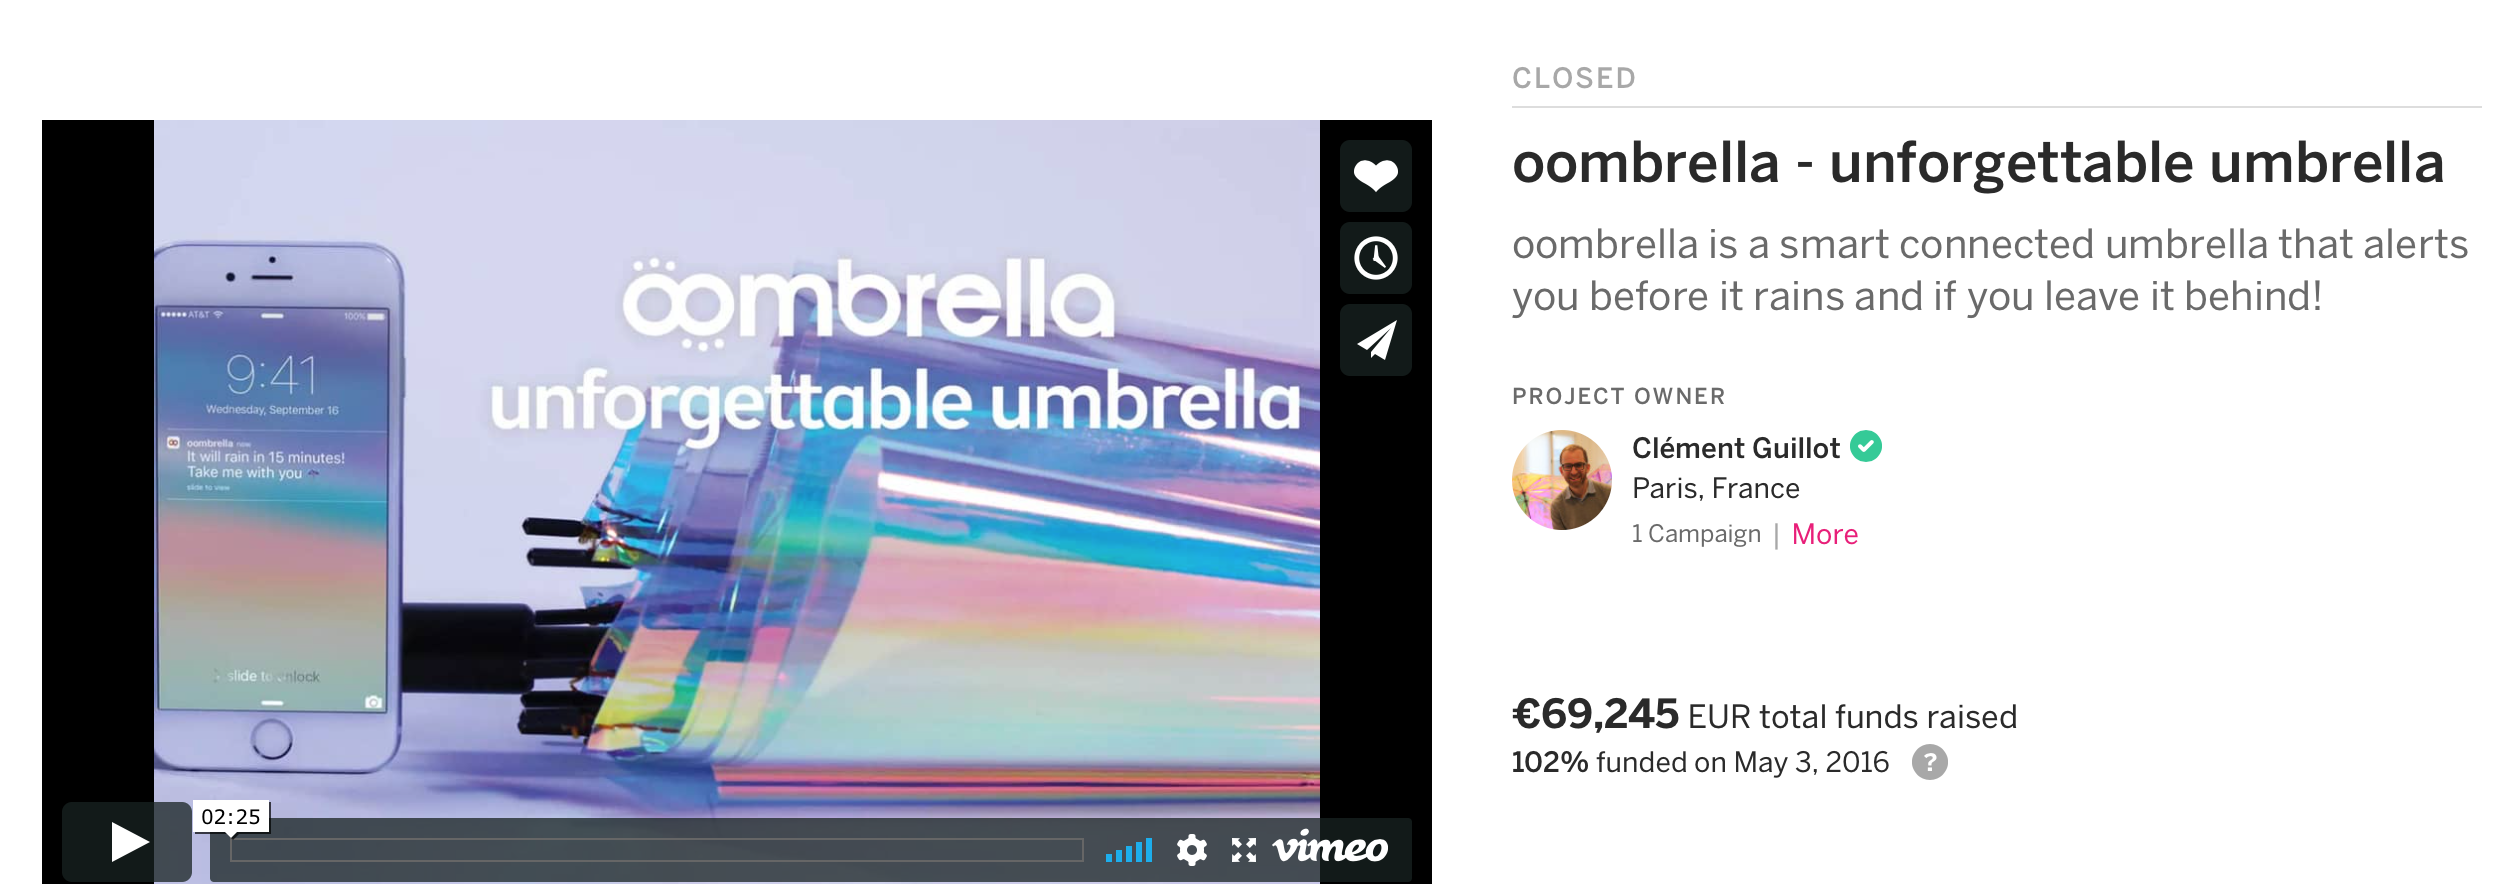 CLOSED
oombrella - unforgettable umbrella
oombrella is a smart connected umbrella that alerts
you before it rains and if you leave it behind!
PROJECT OWNER
Clément Guillot
Paris, France
1 Campaign | More
€69,245 EUR total funds raised
102% funded on May 3, 2016 ?
oombrella
unforgettable umbrella
AT&T 100%
9:41
Wednesday, September 16
oombrella now
It will rain in 15 minutes!
Take me with you
slide to view
slide to unlock
02:25
vimeo